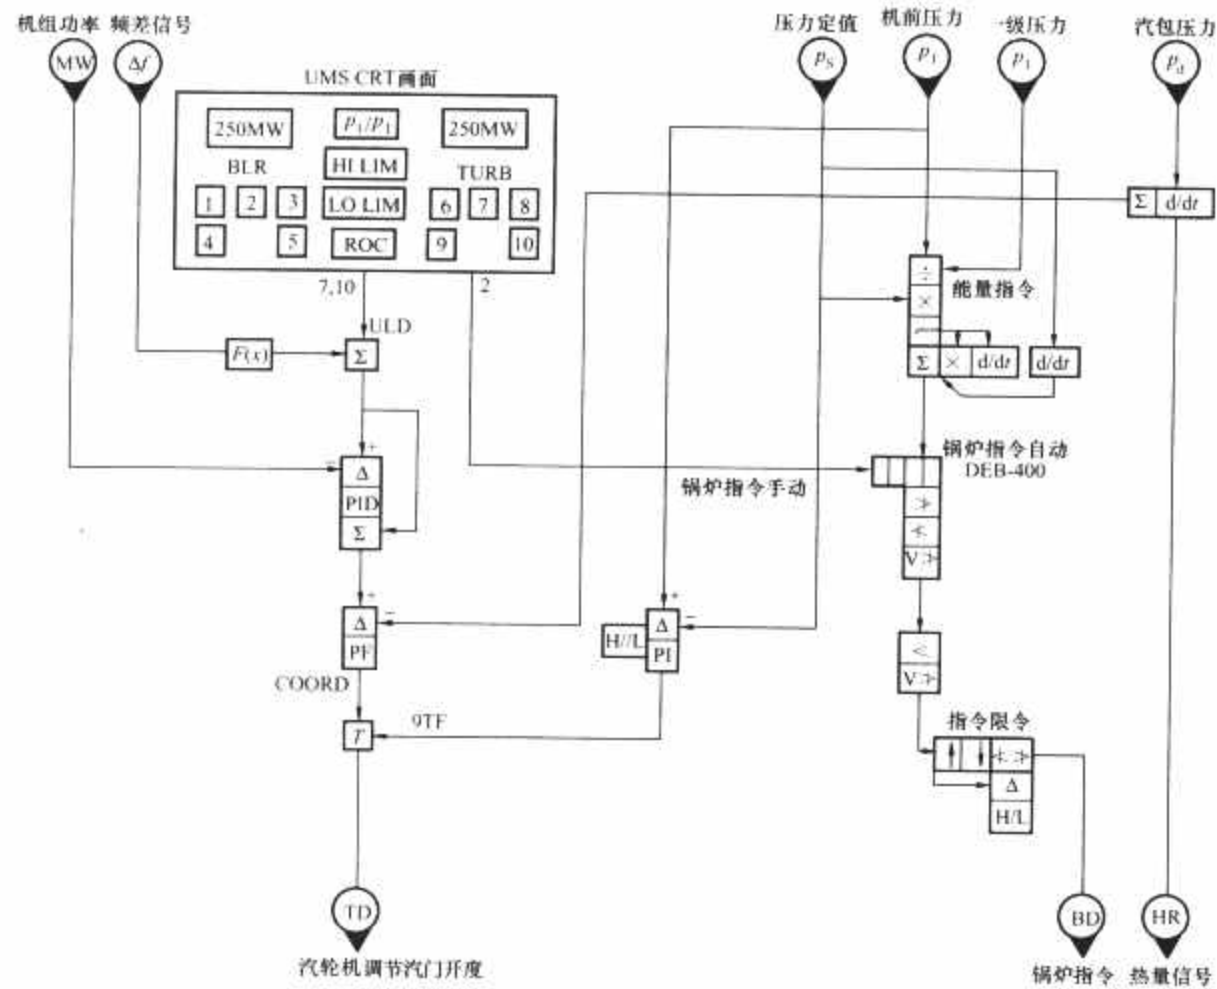 机组功率 频差信号 压力定值 机前压力 一级压力 汽包压力
MW Δf pS pT p1 pd
UMS CRT画面
250MW p1/p1 250MW
BLR HI LIM TURB
1 2 3 LO LIM 6 7 8
4 5 ROC 9 10
Σ d/dt
7,10 2
÷
能量指令
×
ULD
F(x) Σ
Σ × d/dt d/dt
+
−
Δ
PID
Σ
锅炉指令自动
DEB-400
锅炉指令手动
≯
≮
V≯
+
−
Δ
PF
+
−
H//L Δ
PI
<
V≯
COORD
9TF
T
指令限令
≮ ≯
Δ
H/L
TD BD HR
汽轮机调节汽门开度 锅炉指令 热量信号